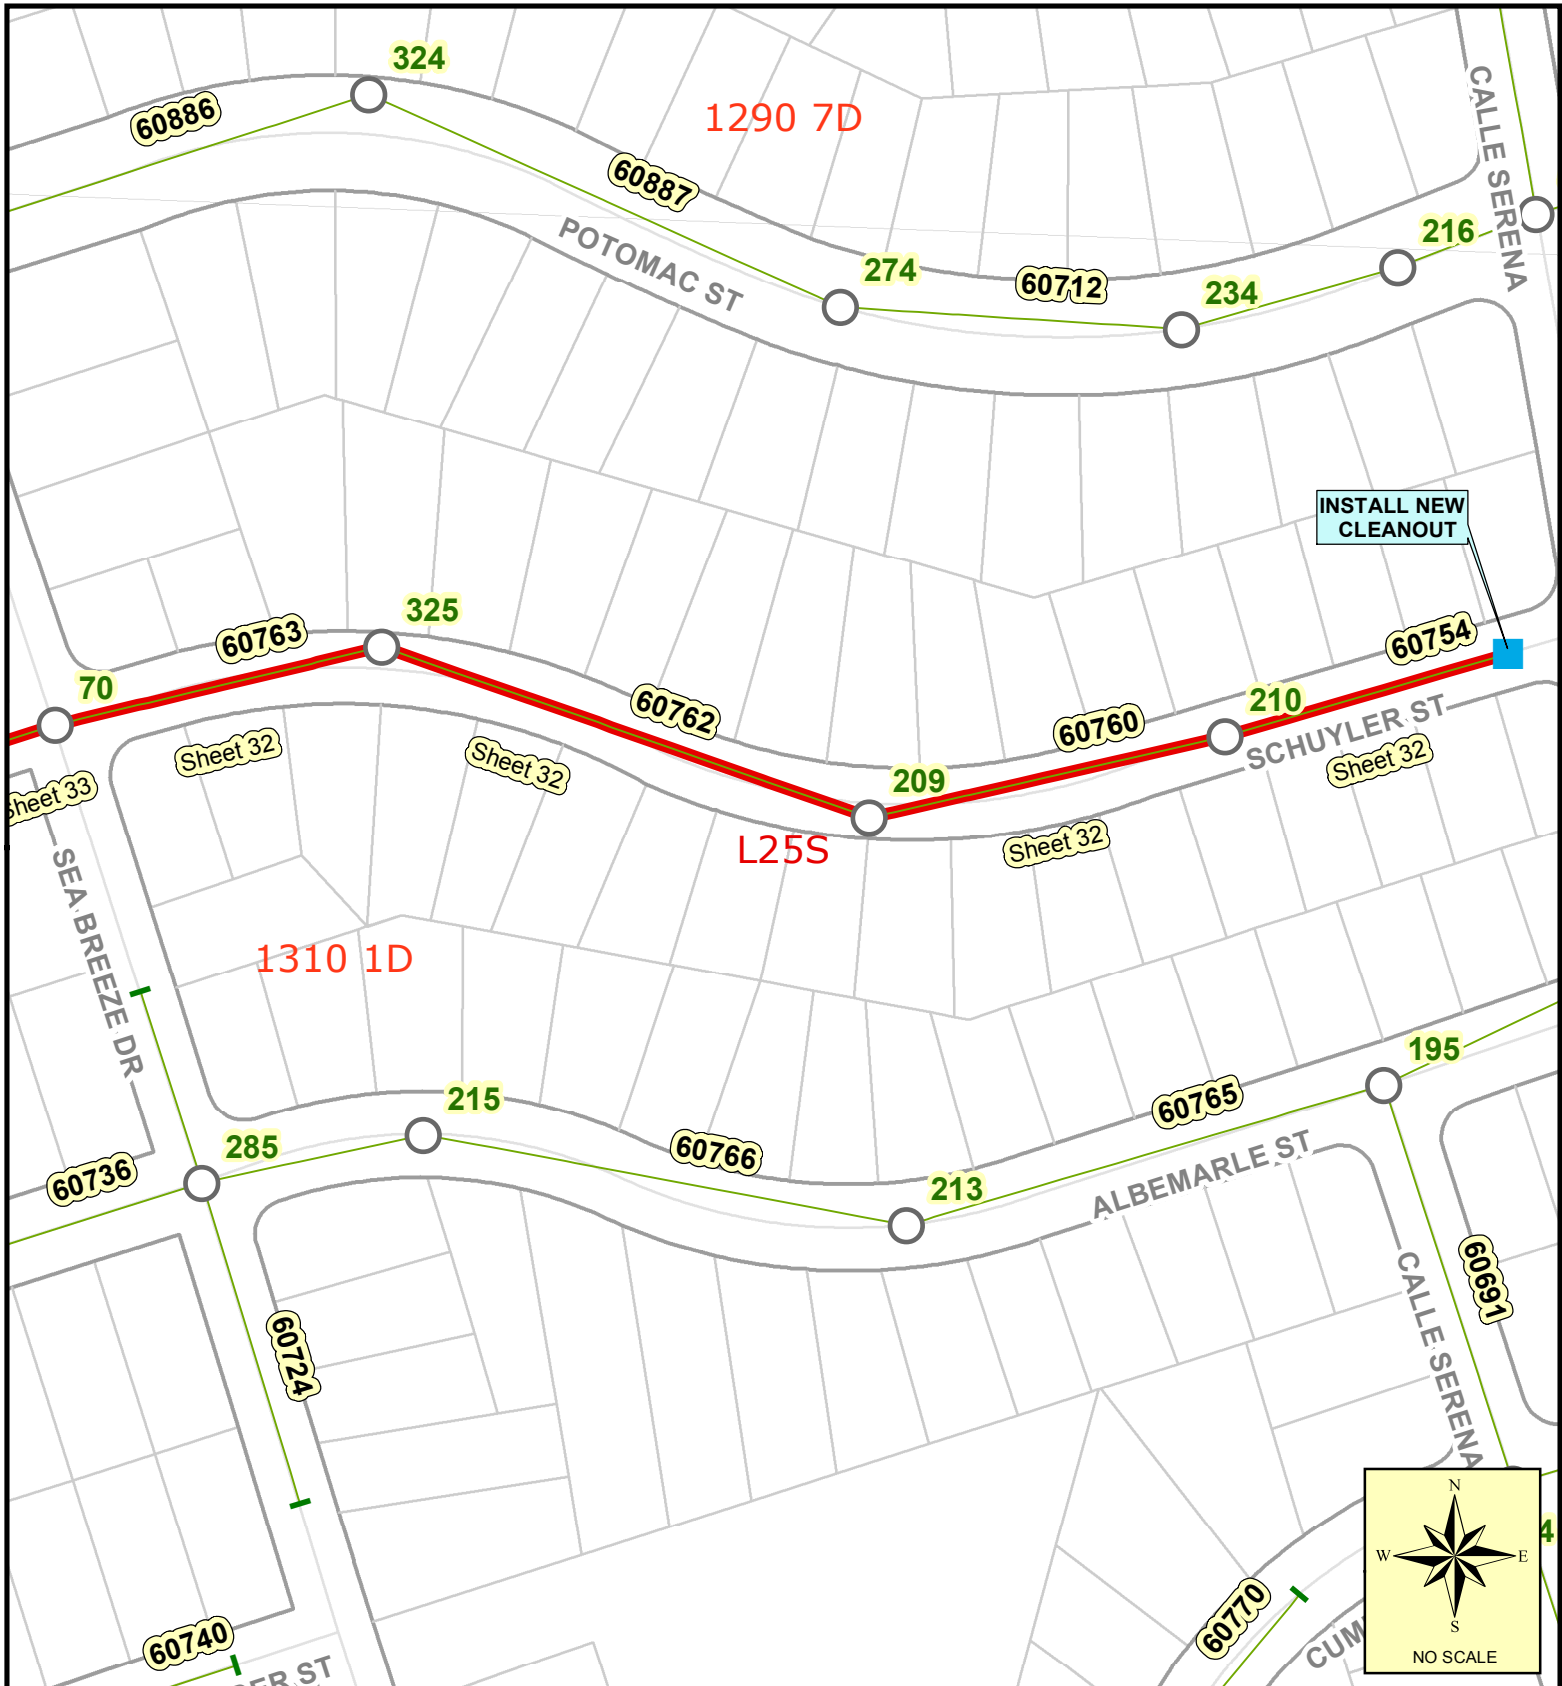 324
60886
1290 7D
CALLE SERENA
60887
216
POTOMAC ST
274
60712
234
INSTALL NEW
CLEANOUT
325
60763
60754
70
60762
210
60760
SCHUYLER ST
Sheet 32
Sheet 32
Sheet 32
209
Sheet 33
L25S
Sheet 32
SEA BREEZE DR
1310 1D
195
215
60765
285
60766
60736
213
ALBEMARLE ST
60691
CALLE SERENA
60724
N
W
E
S
NO SCALE
4
60770
60740